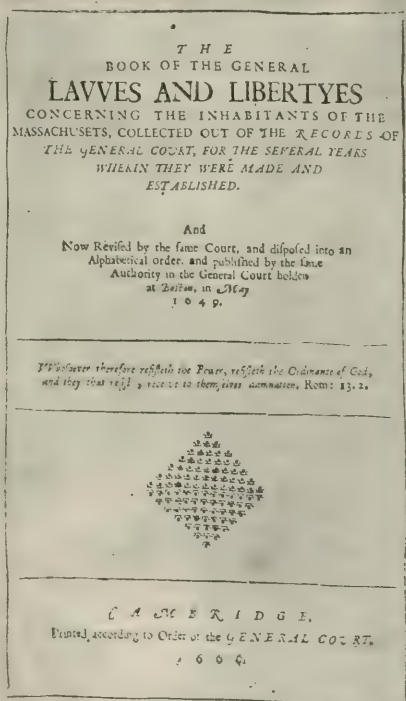 THE
BOOK OF THE GENERAL
LAVVES AND LIBERTYES
CONCERNING THE INHABITANTS OF THE
MASSACHUSETS, COLLECTED OUT OF THE RECORDS OF
THE GENERAL COURT, FOR THE SEVERAL YEARS
WHERIN THEY WERE MADE AND
ESTABLISHED.
And
Now Reviſed by the ſame Court, and diſpoſed into an
Alphabetical order, and publiſhed by the ſame
Authority in the General Court holden
at Boſton, in May
1649.
VVhoſoever therefore reſiſteth the Power, reſiſteth the Ordinance of God,
and they that reſiſt, receive to themſelves damnation. Rom: 13.2.
CAMBRIDGE,
Printed according to Order of the GENERAL COURT.